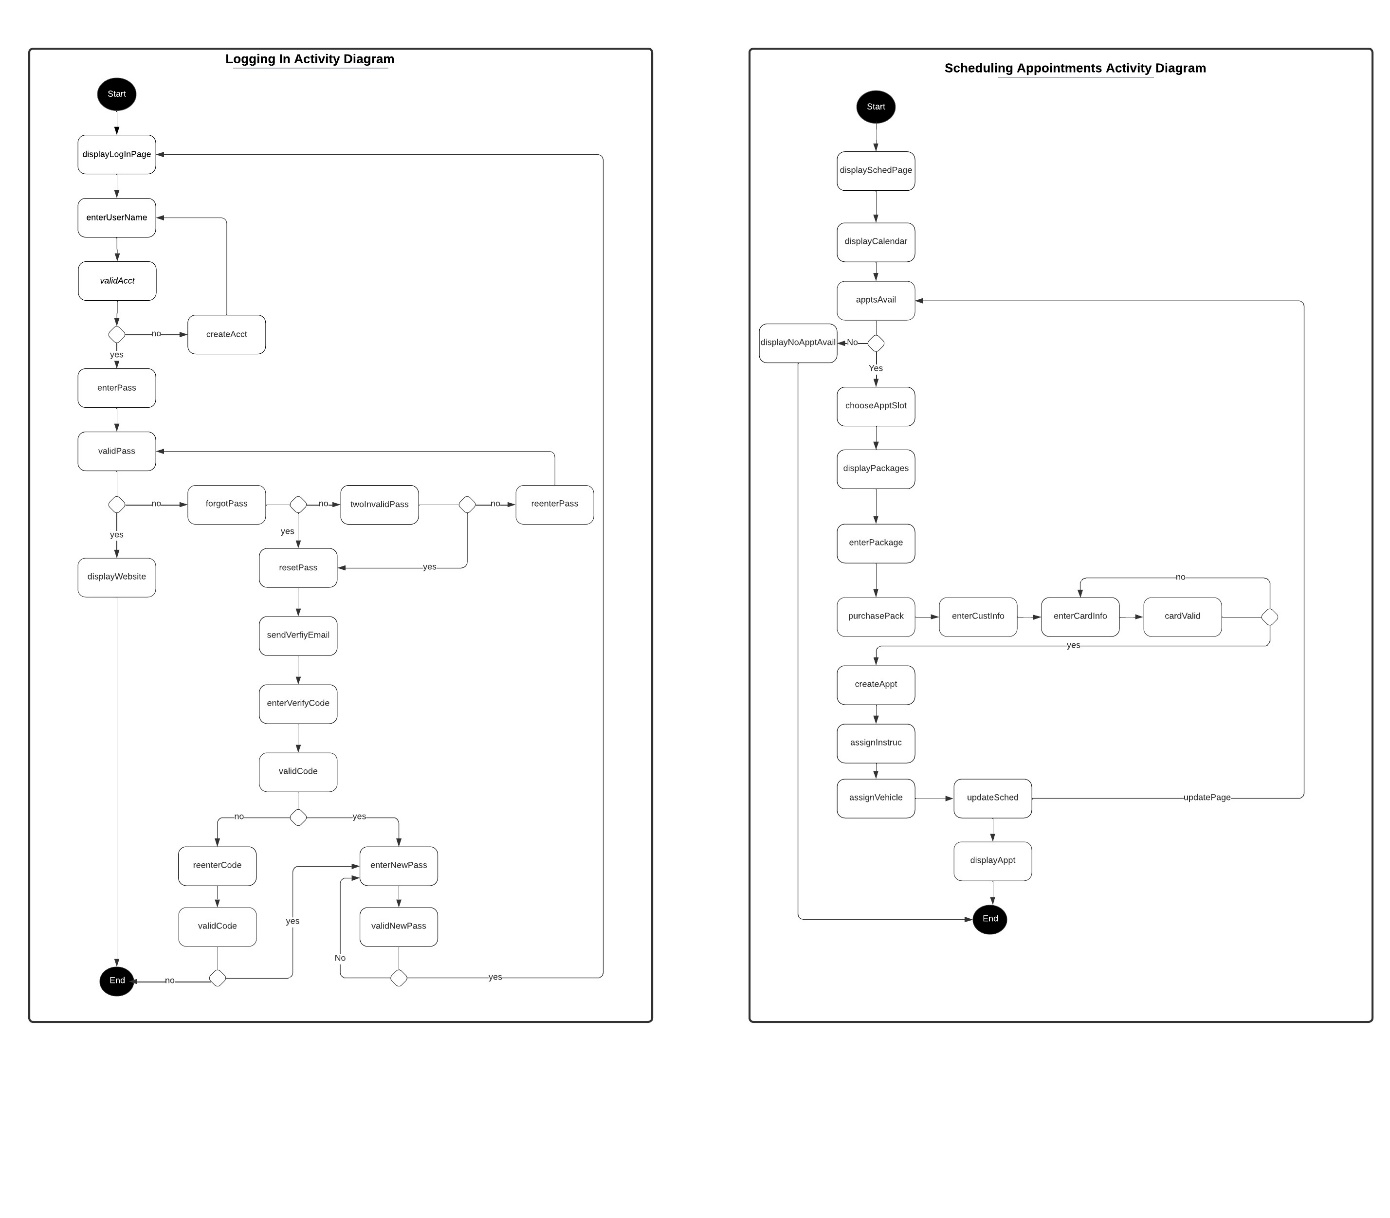 Logging In Activity Diagram
Start
displayLogInPage
enterUserName
validAcct
no
createAcct
yes
enterPass
validPass
no
forgotPass
no
twoInvalidPass
no
reenterPass
yes
yes
displayWebsite
resetPass
yes
sendVerfiyEmail
enterVerifyCode
validCode
no
yes
reenterCode
enterNewPass
validCode
yes
validNewPass
No
End
no
yes
Scheduling Appointments Activity Diagram
Start
displaySchedPage
displayCalendar
apptsAvail
displayNoApptAvail
No
Yes
chooseApptSlot
displayPackages
enterPackage
no
purchasePack
enterCustInfo
enterCardInfo
cardValid
yes
createAppt
assignInstruc
assignVehicle
updateSched
updatePage
displayAppt
End